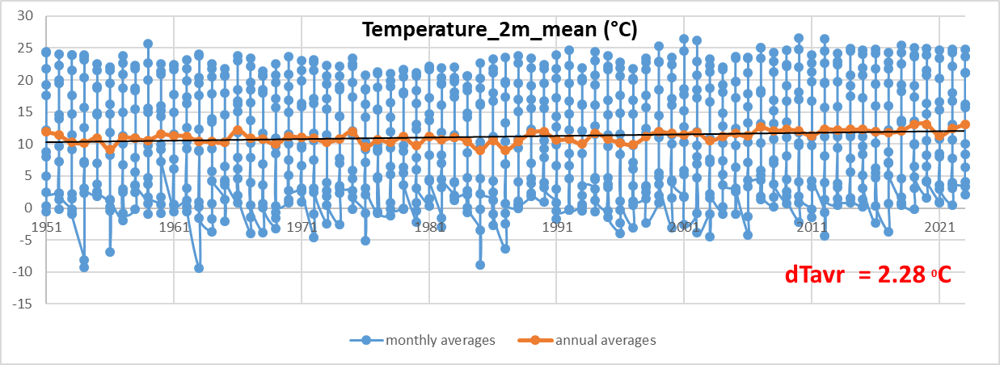 Temperature_2m_mean (°C)
30
25
20
15
10
5
0
-5
-10
-15
1951 1961 1971 1981 1991 2001 2011 2021
dTavr = 2.28 ⁰C
monthly averages annual averages